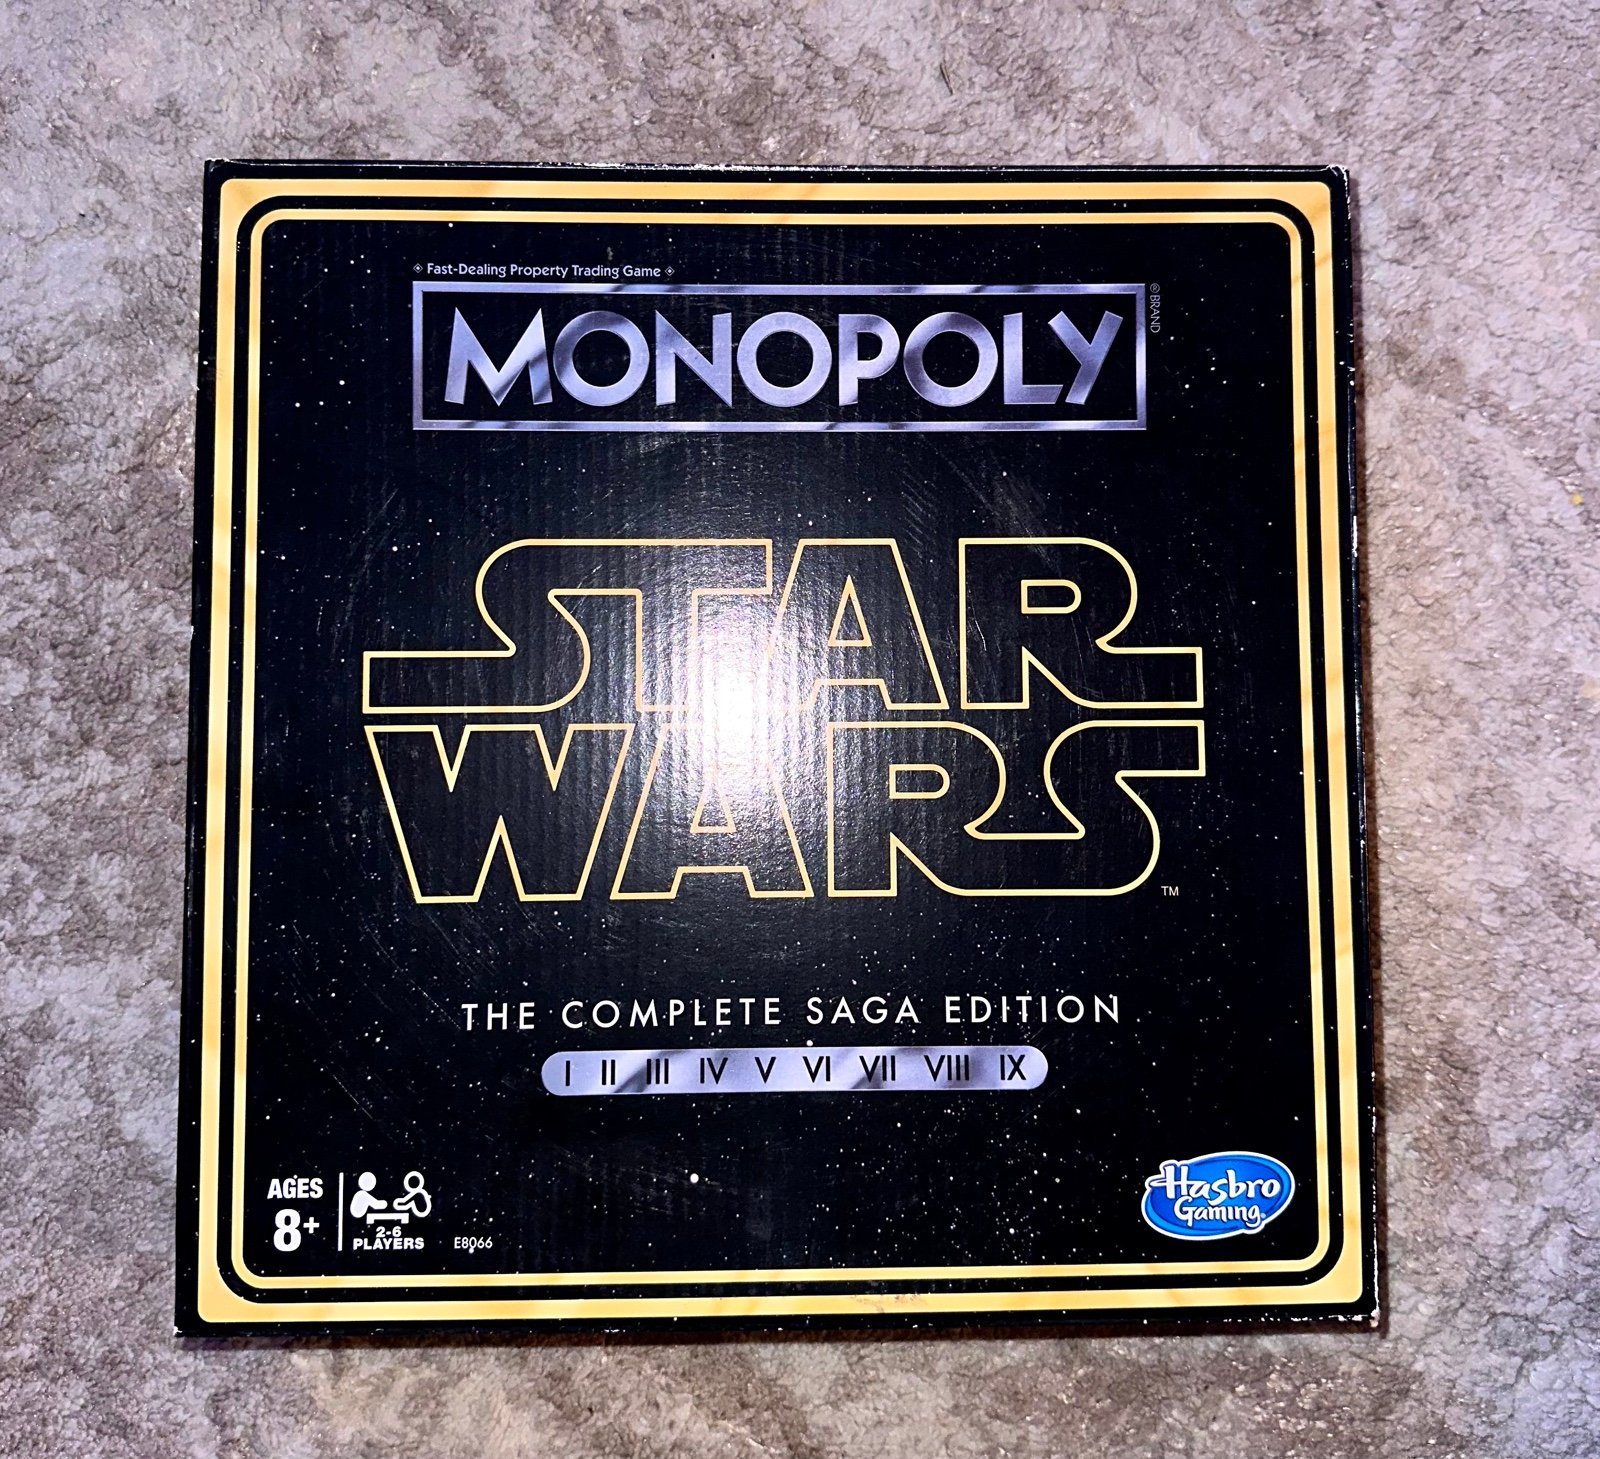 Fast-Dealing Property Trading Game
MONOPOLY
® BRAND
STAR
WARS
TM
THE COMPLETE SAGA EDITION
I II III IV V VI VII VIII IX
AGES
8+
2-6
PLAYERS
E8066
Hasbro
Gaming